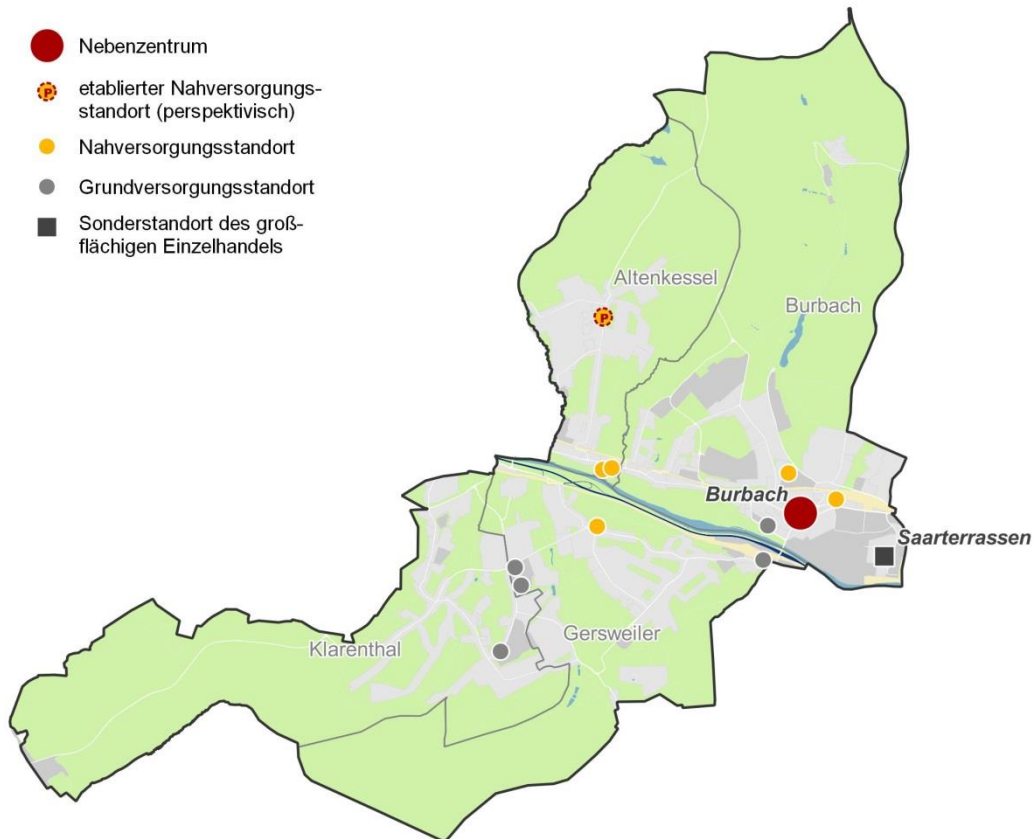 Nebenzentrum
etablierter Nahversorgungs-
standort (perspektivisch)
Nahversorgungsstandort
Grundversorgungsstandort
Sonderstandort des groß-
flächigen Einzelhandels
P
Altenkessel
Burbach
P
Burbach
Saarterrassen
Gersweiler
Klarenthal